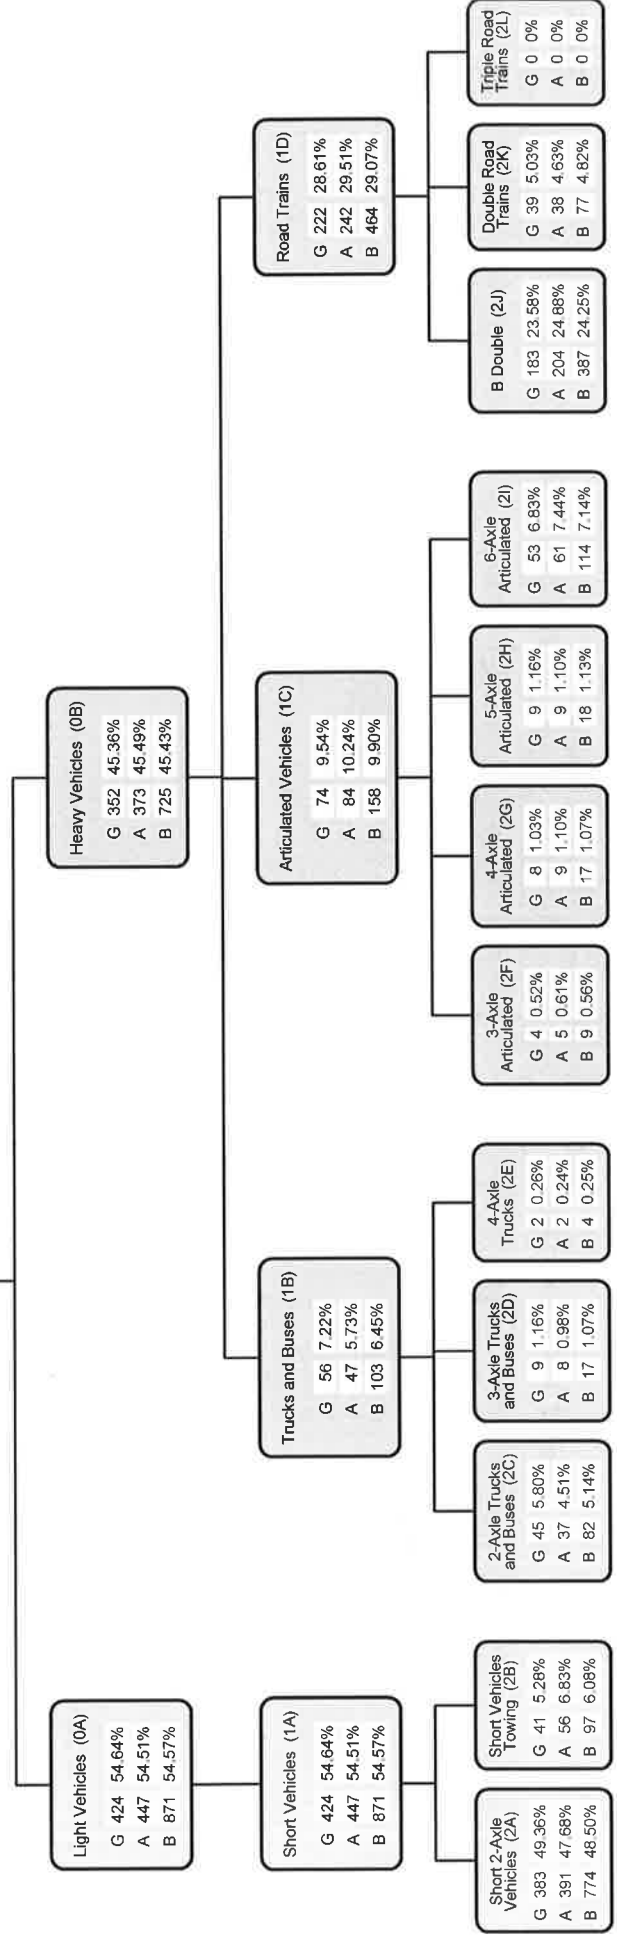 Light Vehicles (0A)
G 424 54.64%
A 447 54.51%
B 871 54.57%
Heavy Vehicles (0B)
G 352 45.36%
A 373 45.49%
B 725 45.43%
Short Vehicles (1A)
G 424 54.64%
A 447 54.51%
B 871 54.57%
Trucks and Buses (1B)
G 56 7.22%
A 47 5.73%
B 103 6.45%
Articulated Vehicles (1C)
G 74 9.54%
A 84 10.24%
B 158 9.90%
Road Trains (1D)
G 222 28.61%
A 242 29.51%
B 464 29.07%
Short 2-Axle
Vehicles (2A)
G 383 49.36%
A 391 47.68%
B 774 48.50%
Short Vehicles
Towing (2B)
G 41 5.28%
A 56 6.83%
B 97 6.08%
2-Axle Trucks
and Buses (2C)
G 45 5.80%
A 37 4.51%
B 82 5.14%
3-Axle Trucks
and Buses (2D)
G 9 1.16%
A 8 0.98%
B 17 1.07%
4-Axle
Trucks (2E)
G 2 0.26%
A 2 0.24%
B 4 0.25%
3-Axle
Articulated (2F)
G 4 0.52%
A 5 0.61%
B 9 0.56%
4-Axle
Articulated (2G)
G 8 1.03%
A 9 1.10%
B 17 1.07%
5-Axle
Articulated (2H)
G 9 1.16%
A 9 1.10%
B 18 1.13%
6-Axle
Articulated (2I)
G 53 6.83%
A 61 7.44%
B 114 7.14%
B Double (2J)
G 183 23.58%
A 204 24.88%
B 387 24.25%
Double Road
Trains (2K)
G 39 5.03%
A 38 4.63%
B 77 4.82%
Triple Road
Trains (2L)
G 0 0%
A 0 0%
B 0 0%